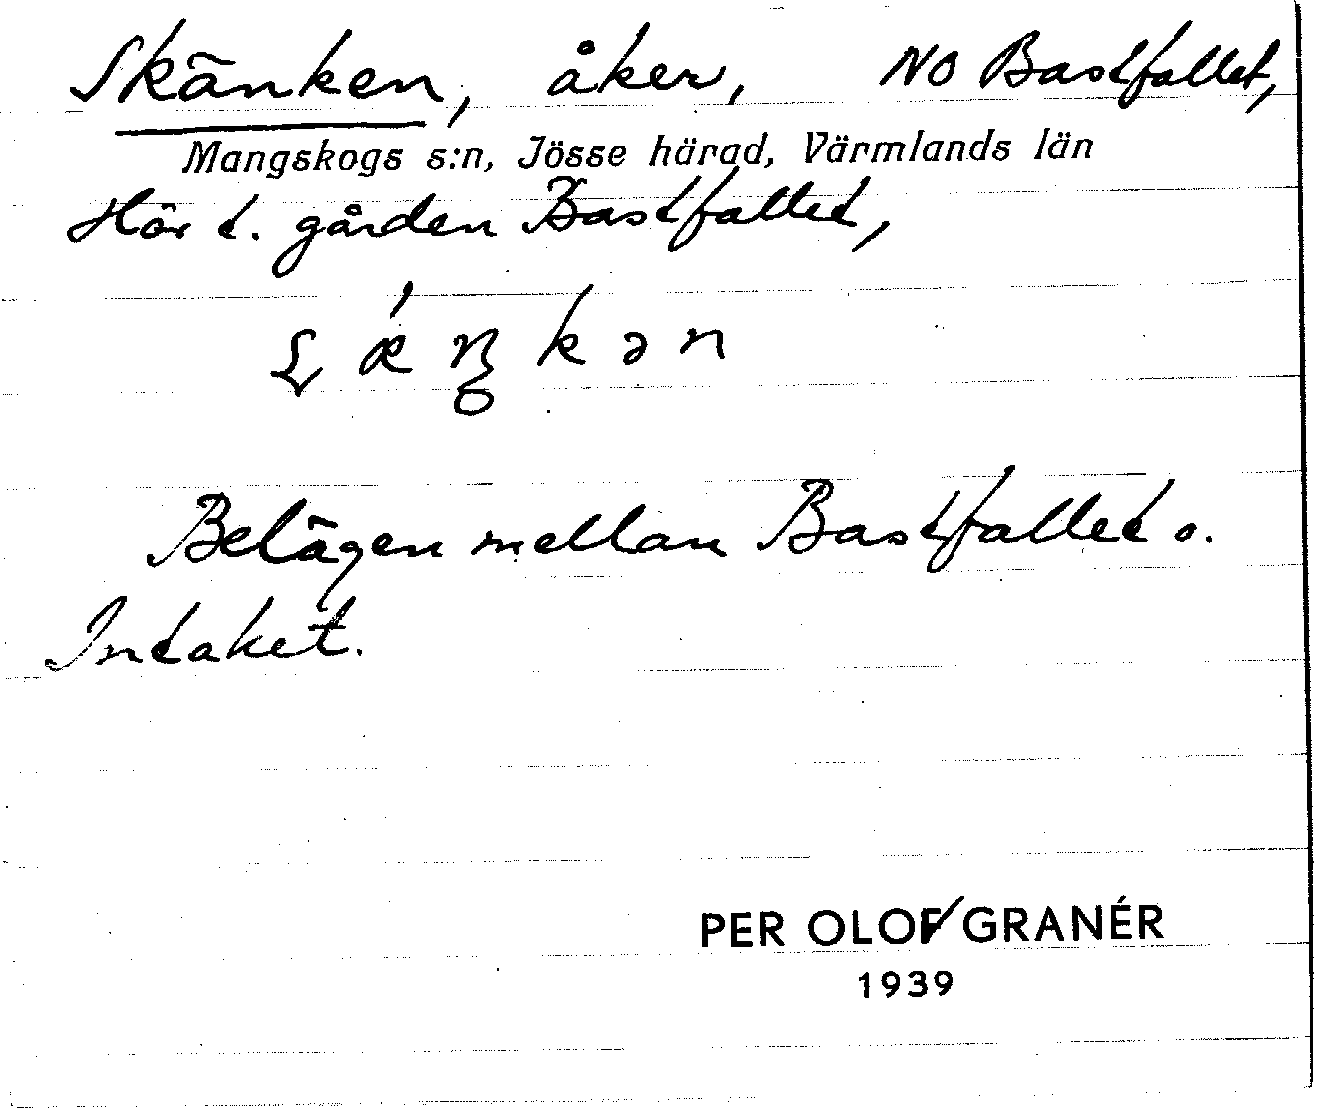 Skänken, åker, NO Bastfallet,
Mangskogs s:n, Jösse härad, Värmlands län
Hör t. gården Bastfallet,
Belägen mellan Bastfallet o.
Intaket.
PER OLOF GRANÉR
1939